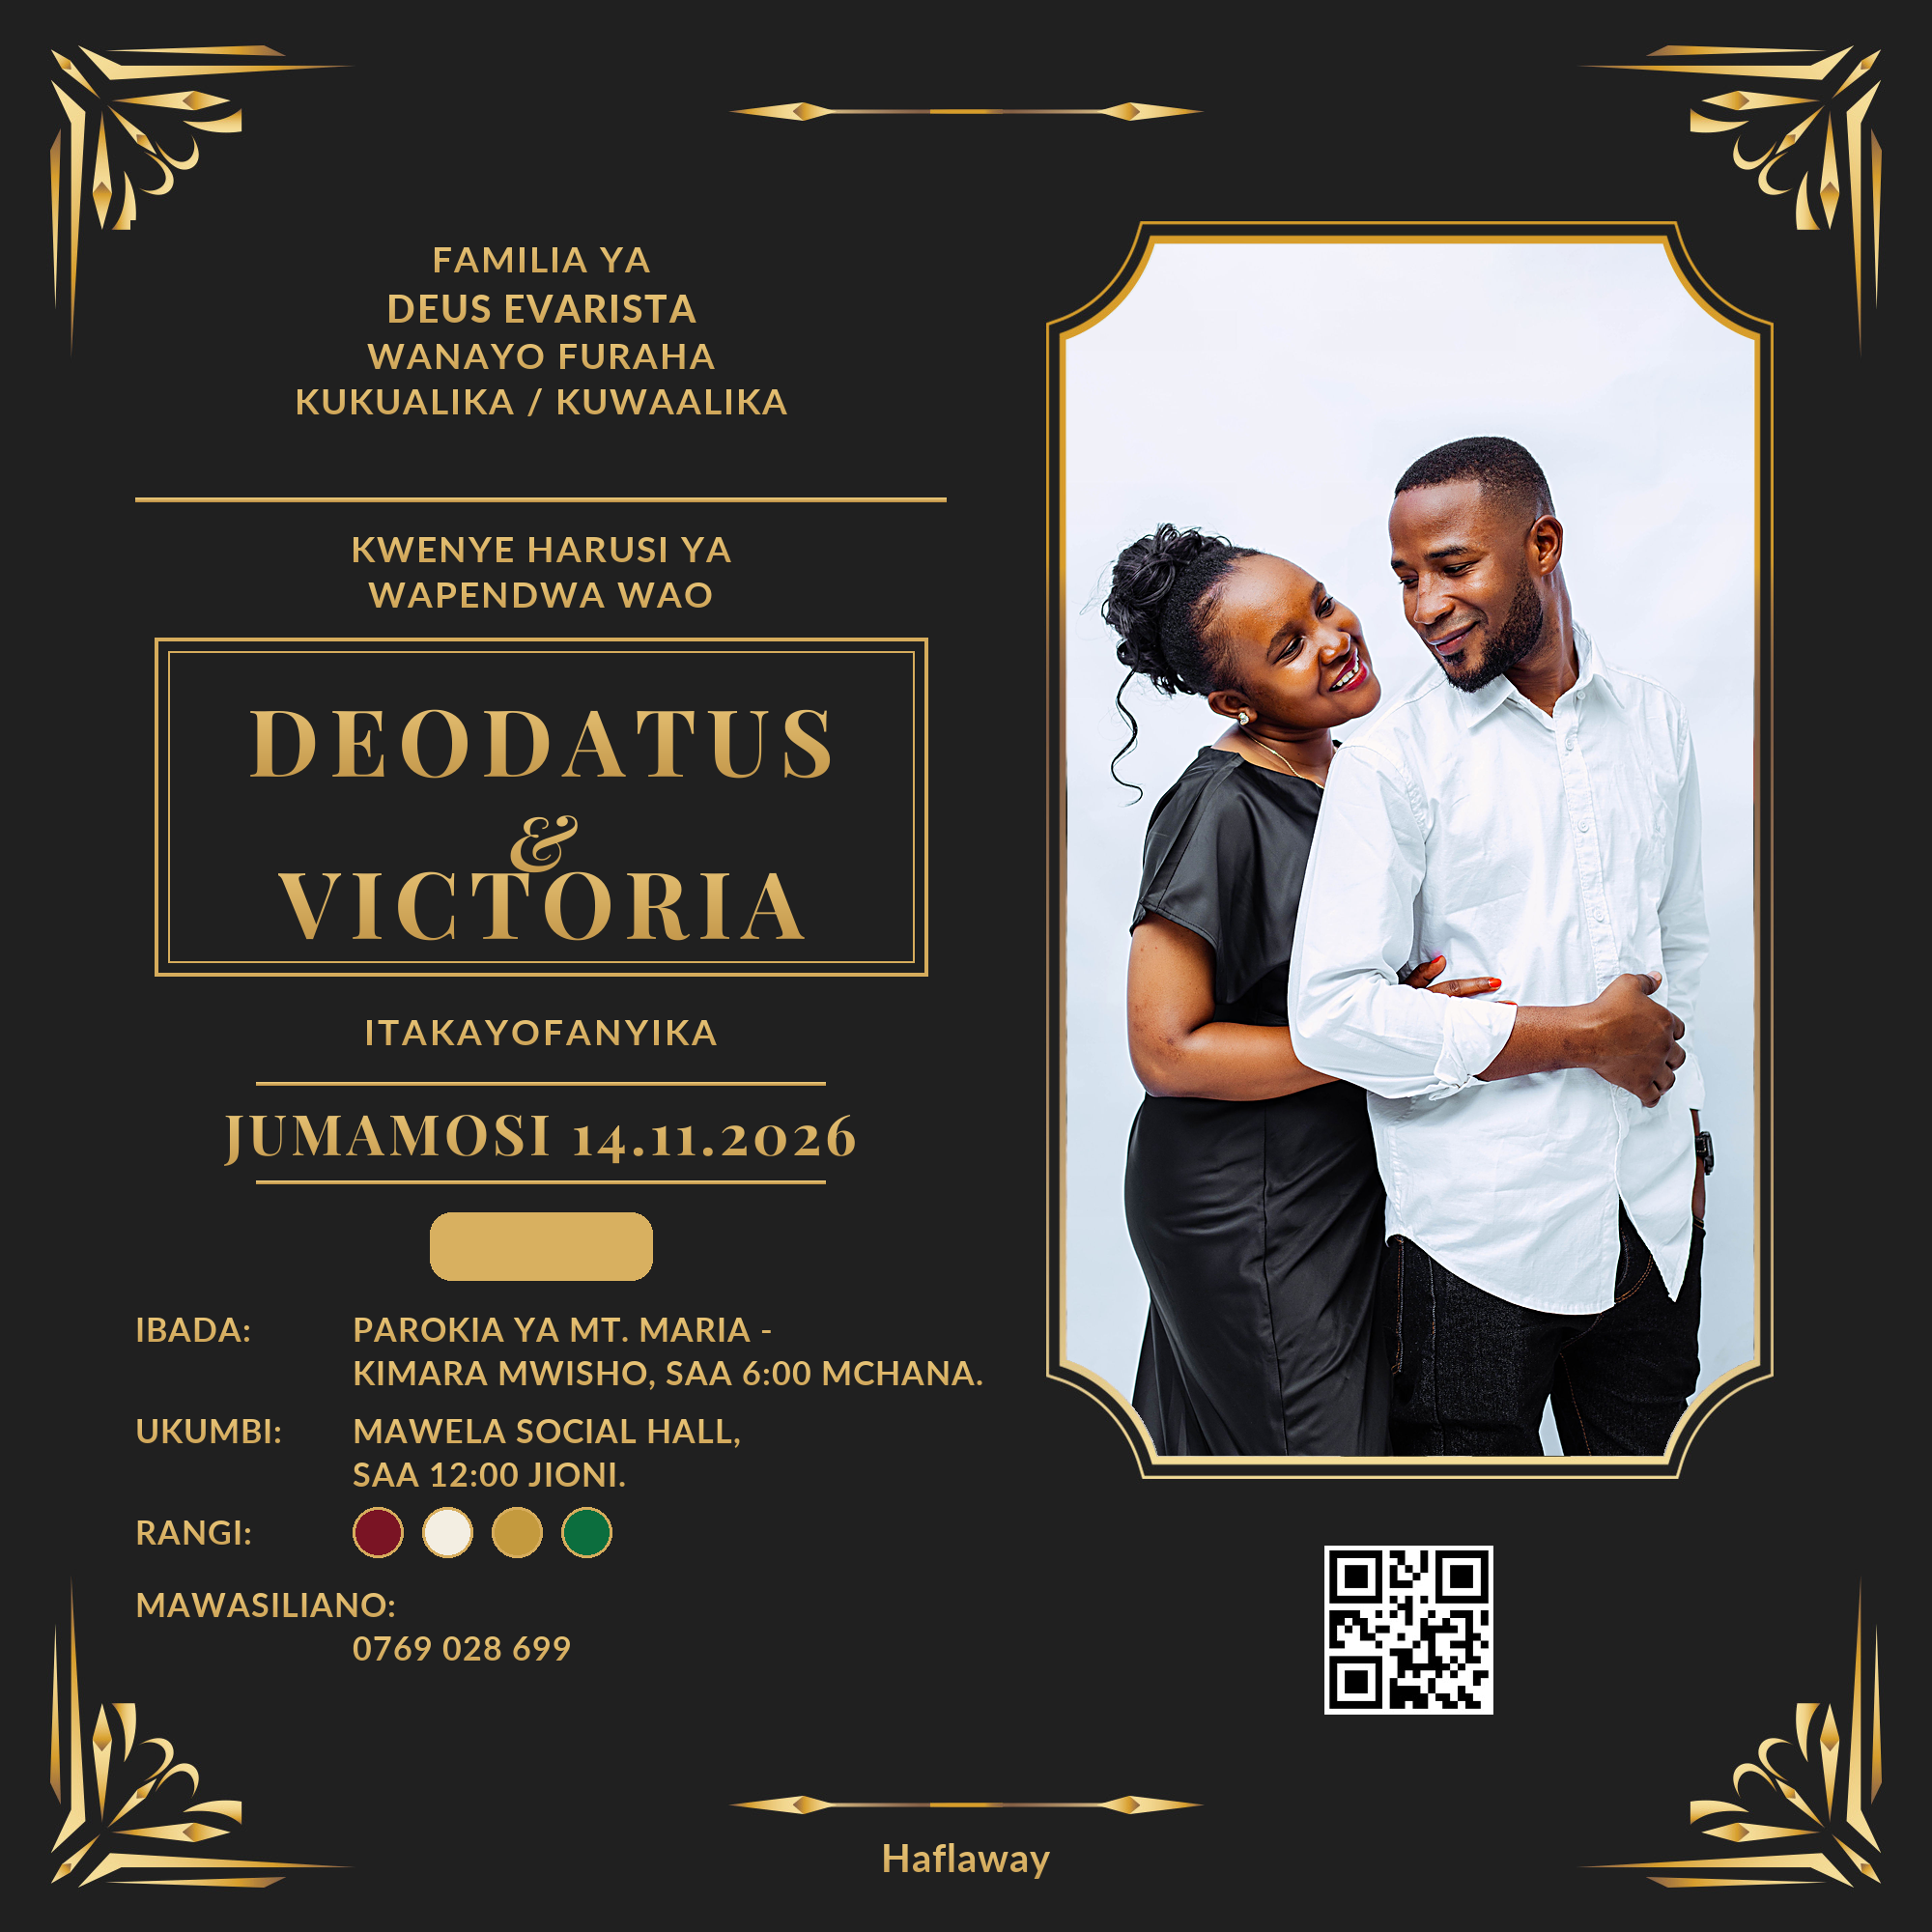 FAMILIA YA
DEUS EVARISTA
WANAYO FURAHA
KUKUALIKA / KUWAALIKA
KWENYE HARUSI YA
WAPENDWA WAO
DEODATUS
&
VICTORIA
ITAKAYOFANYIKA
JUMAMOSI 14.11.2026
IBADA: PAROKIA YA MT. MARIA -
KIMARA MWISHO, SAA 6:00 MCHANA.
UKUMBI: MAWELA SOCIAL HALL,
SAA 12:00 JIONI.
RANGI:
MAWASILIANO:
0769 028 699
Haflaway